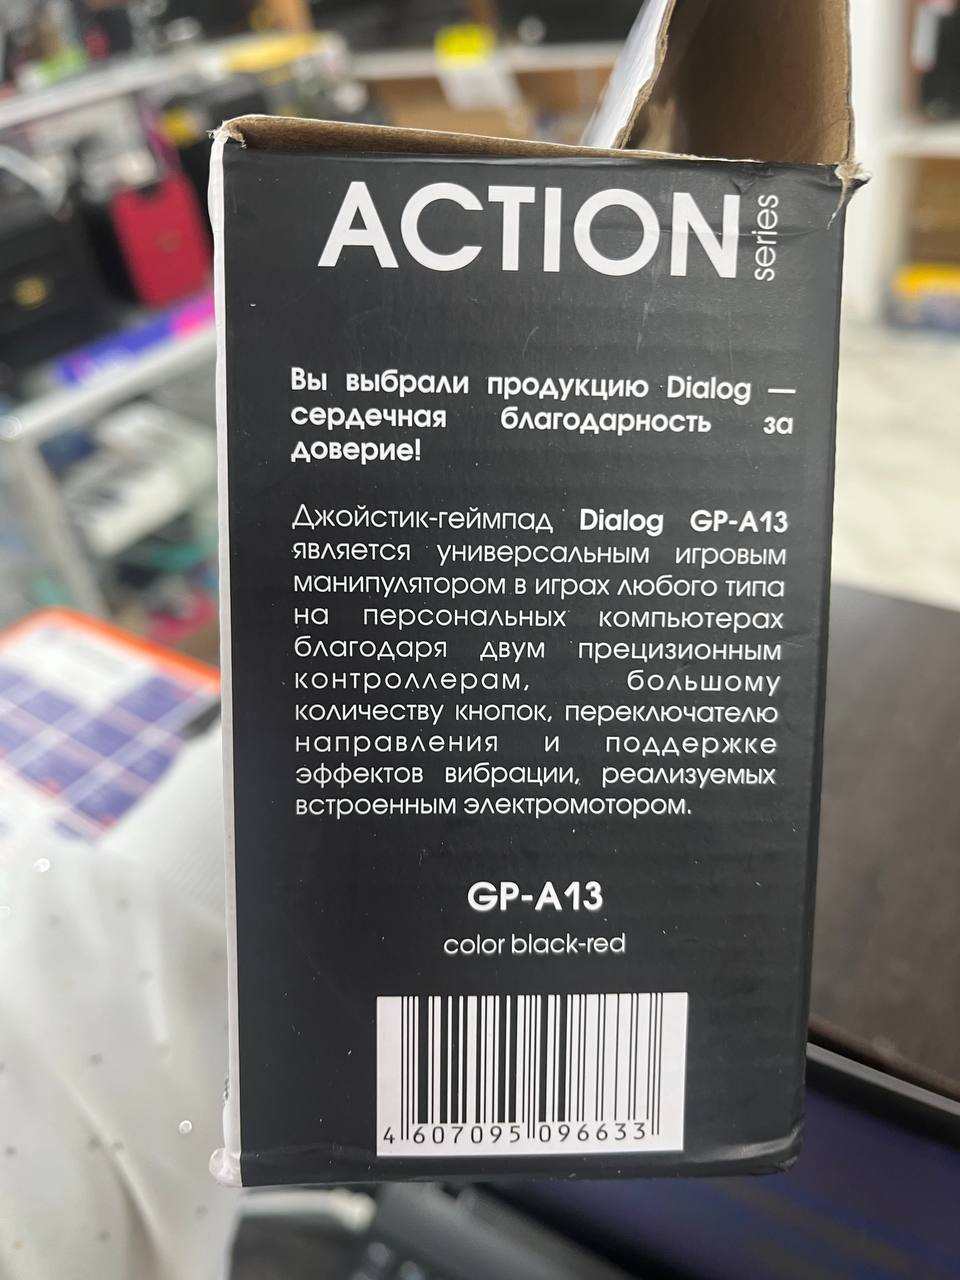 ACTION series
Вы выбрали продукцию Dialog —
сердечная благодарность за
доверие!
Джойстик-геймпад Dialog GP-A13
является универсальным игровым
манипулятором в играх любого типа
на персональных компьютерах
благодаря двум прецизионным
контроллерам, большому
количеству кнопок, переключателю
направления и поддержке
эффектов вибрации, реализуемых
встроенным электромотором.
GP-A13
color black-red
4 607095 096633